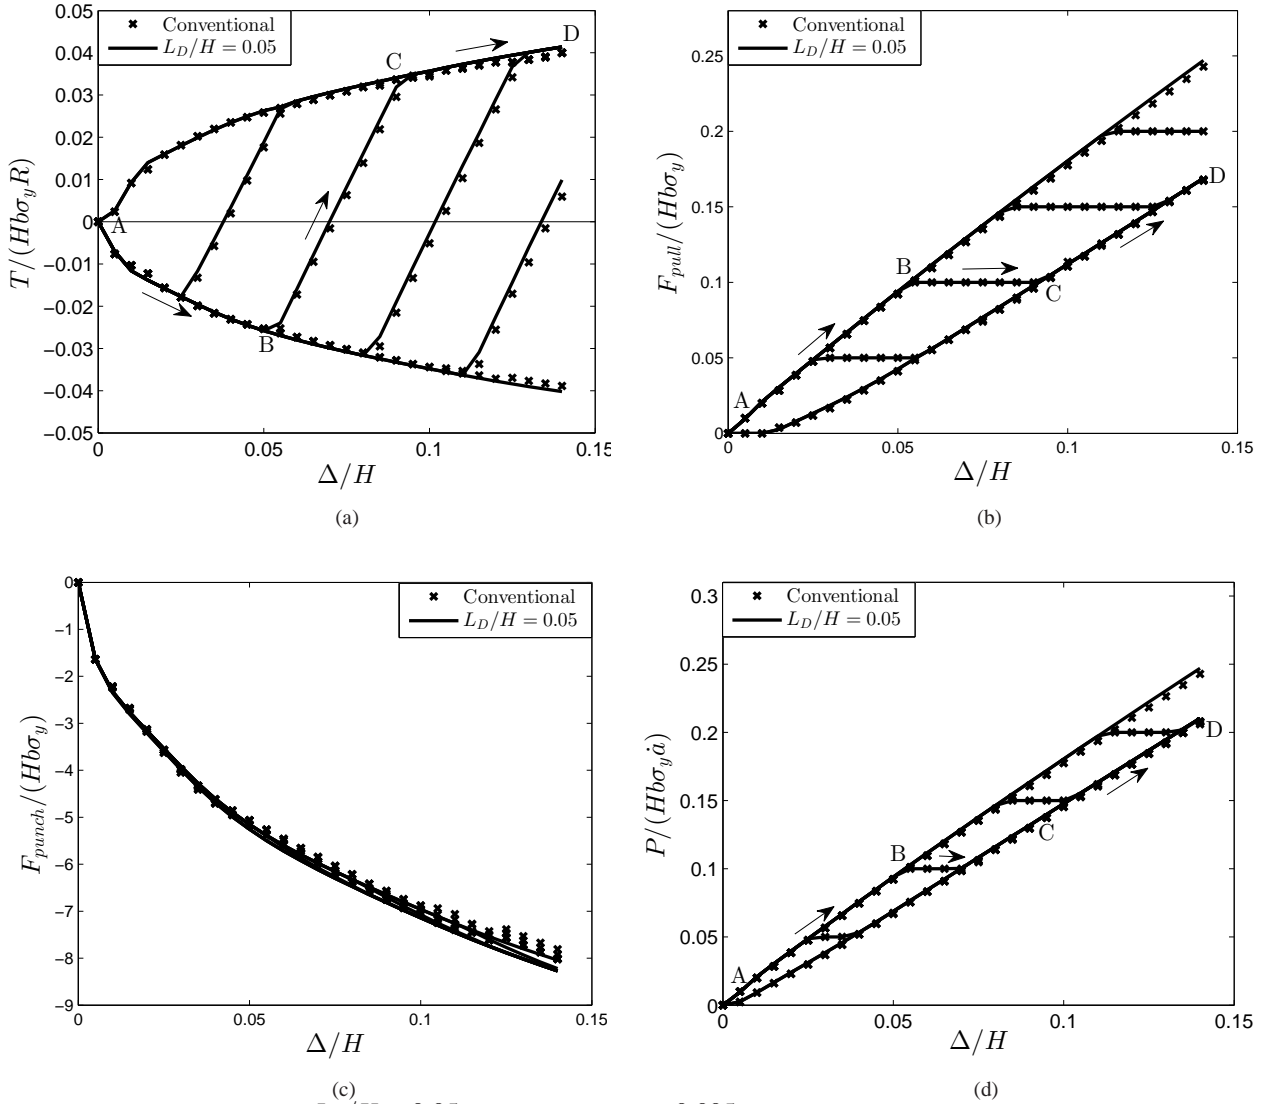 Conventional
L_D/H = 0.05
0.05
0.04
0.03
0.02
0.01
0
−0.01
−0.02
−0.03
−0.04
−0.05
T/(Hbσ_yR)
A
B
C
D
0
0.05
0.1
0.15
Δ/H
(a)
Conventional
L_D/H = 0.05
0.25
0.2
0.15
0.1
0.05
0
F_pull/(Hbσ_y)
A
B
C
D
0
0.05
0.1
0.15
Δ/H
(b)
Conventional
L_D/H = 0.05
0
−1
−2
−3
−4
−5
−6
−7
−8
−9
F_punch/(Hbσ_y)
0
0.05
0.1
0.15
Δ/H
(c)
Conventional
L_D/H = 0.05
0.3
0.25
0.2
0.15
0.1
0.05
0
P/(Hbσ_yȧ)
A
B
C
D
0
0.05
0.1
0.15
Δ/H
(d)